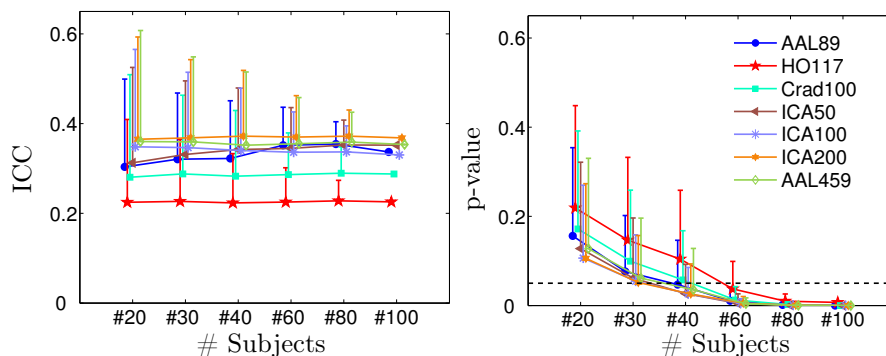 ICC
0.6
0.4
0.2
0
#20 #30 #40 #60 #80 #100
# Subjects
p-value
0.6
0.4
0.2
0
#20 #30 #40 #60 #80 #100
# Subjects
AAL89
HO117
Crad100
ICA50
ICA100
ICA200
AAL459